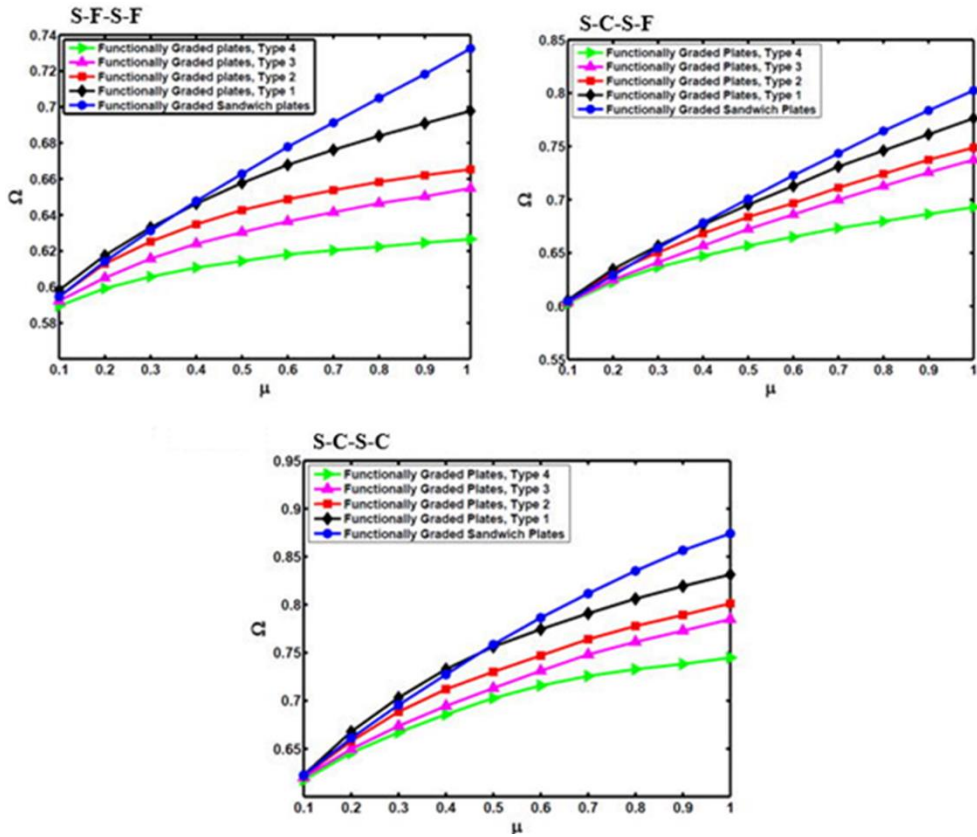 S-F-S-F
0.74
0.72
0.7
0.68
0.66
0.64
0.62
0.6
0.58
Ω
Functionally Graded plates, Type 4
Functionally Graded plates, Type 3
Functionally Graded plates, Type 2
Functionally Graded plates, Type 1
Functionally Graded Sandwich plates
0.1 0.2 0.3 0.4 0.5 0.6 0.7 0.8 0.9 1
μ
S-C-S-F
0.85
0.8
0.75
0.7
0.65
0.6
0.55
Ω
Functionally Graded Plates, Type 4
Functionally Graded Plates, Type 3
Functionally Graded Plates, Type 2
Functionally Graded Plates, Type 1
Functionally Graded Sandwich Plates
0.1 0.2 0.3 0.4 0.5 0.6 0.7 0.8 0.9 1
μ
S-C-S-C
0.95
0.9
0.85
0.8
0.75
0.7
0.65
Ω
Functionally Graded Plates, Type 4
Functionally Graded Plates, Type 3
Functionally Graded Plates, Type 2
Functionally Graded Plates, Type 1
Functionally Graded Sandwich Plates
0.1 0.2 0.3 0.4 0.5 0.6 0.7 0.8 0.9 1
μ